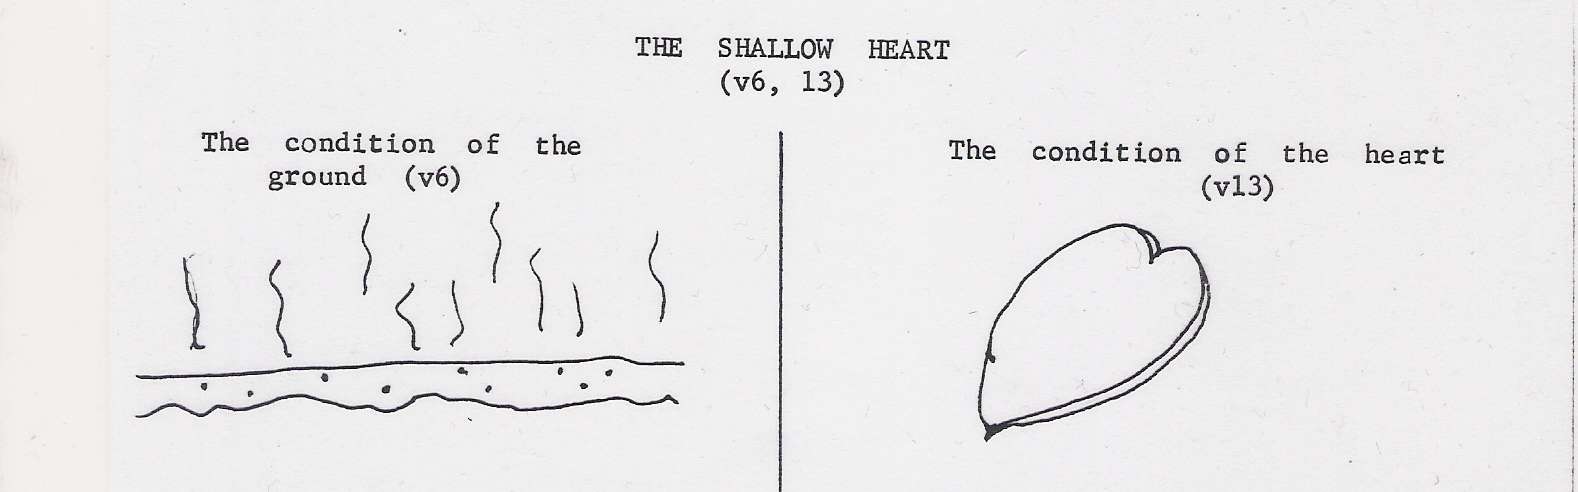 THE SHALLOW HEART
(v6, 13)
The condition of the
ground (v6)
The condition of the heart
(v13)